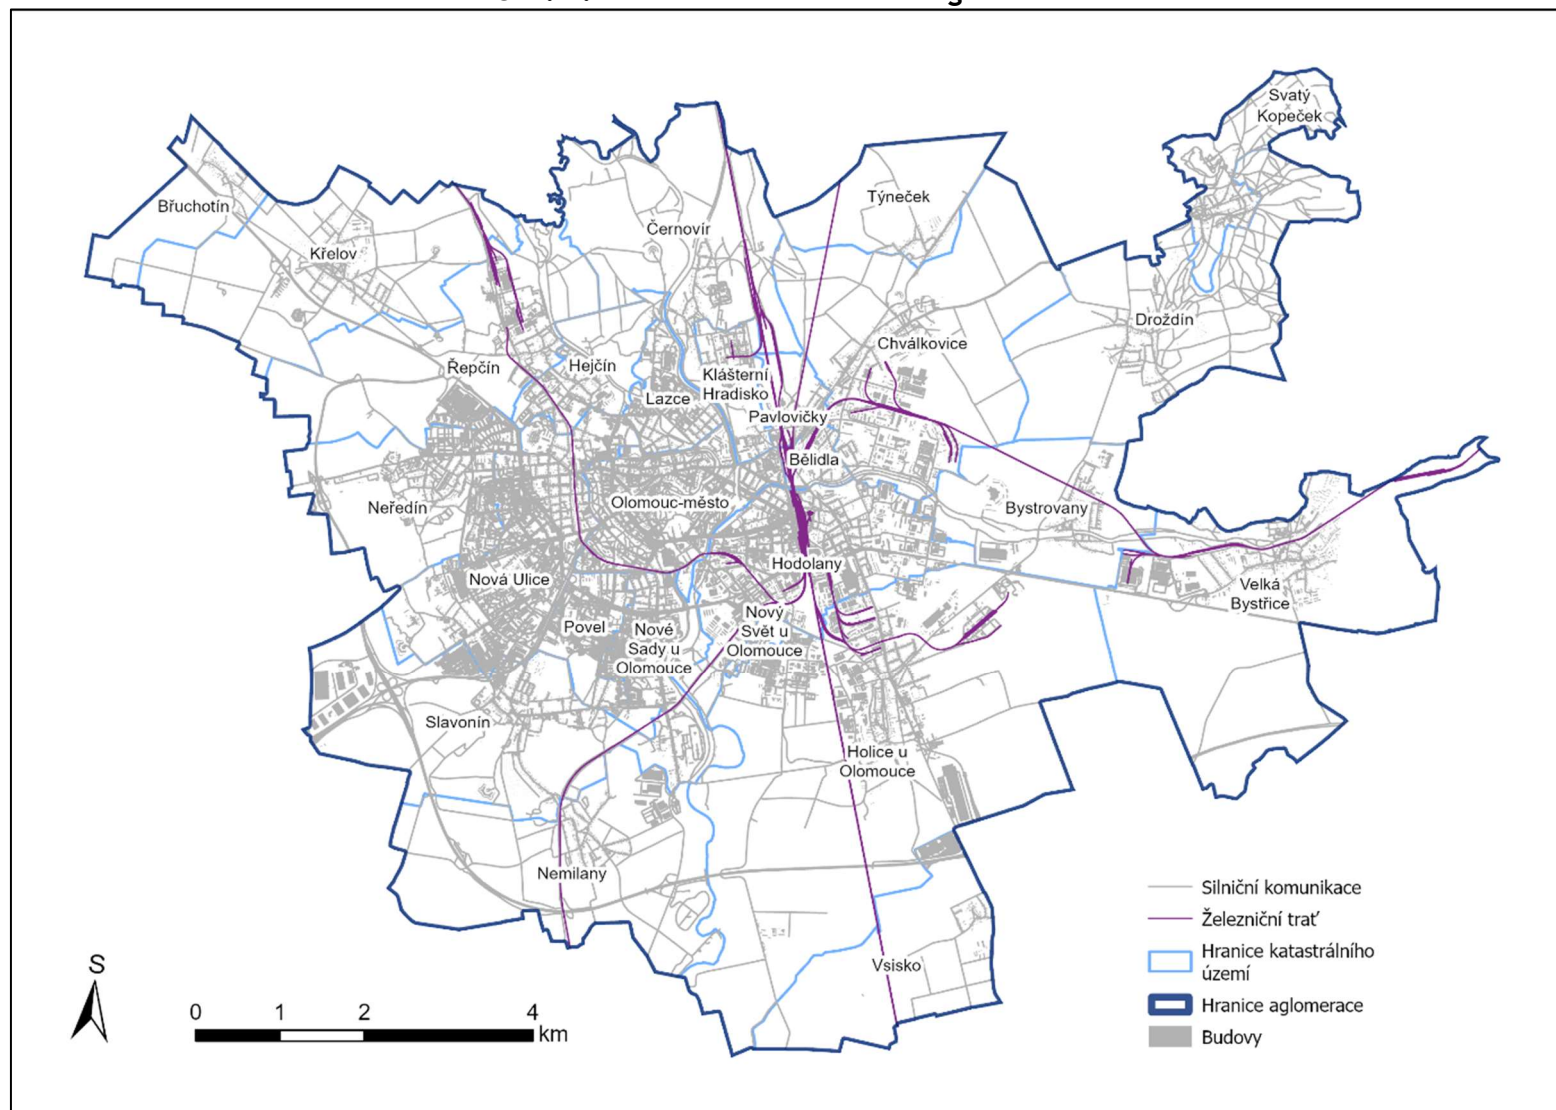 Svatý
Kopeček
Břuchotín
Týneček
Černovír
Křelov
Droždín
Chválkovice
Řepčín
Hejčín
Klášterní
Hradisko
Lazce
Pavlovičky
Bělidla
Neředín
Olomouc-město
Bystrovany
Hodolany
Nová Ulice
Velká
Bystřice
Povel
Nové
Sady u
Olomouce
Nový
Svět u
Olomouce
Slavonín
Holice u
Olomouce
Nemilany
Vsisko
Silniční komunikace
Železniční trať
Hranice katastrálního
území
Hranice aglomerace
Budovy
S
0 1 2 4
km